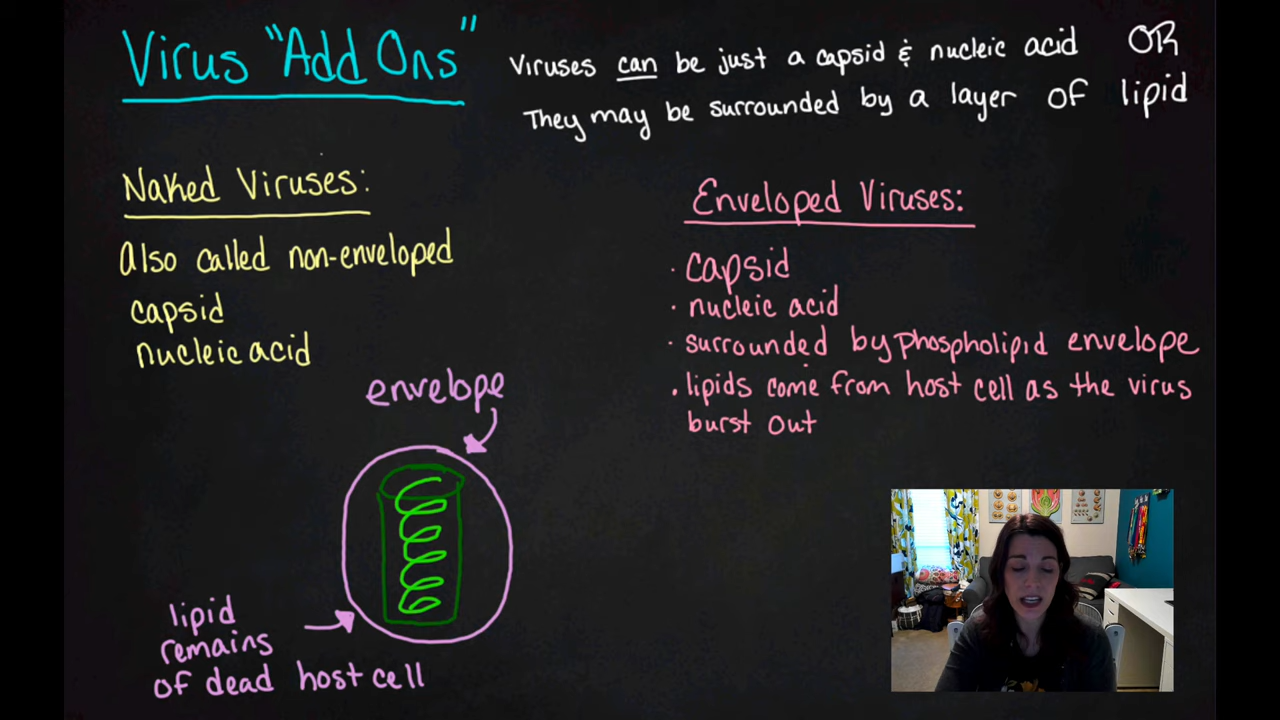 Virus "Add Ons"
Viruses can be just a capsid & nucleic acid OR
They may be surrounded by a layer of lipid
Naked Viruses:
Also called non-enveloped
capsid
nucleic acid
Enveloped Viruses:
· capsid
· nucleic acid
· surrounded by phospholipid envelope
· lipids come from host cell as the virus
burst out
envelope
lipid
remains
of dead host cell